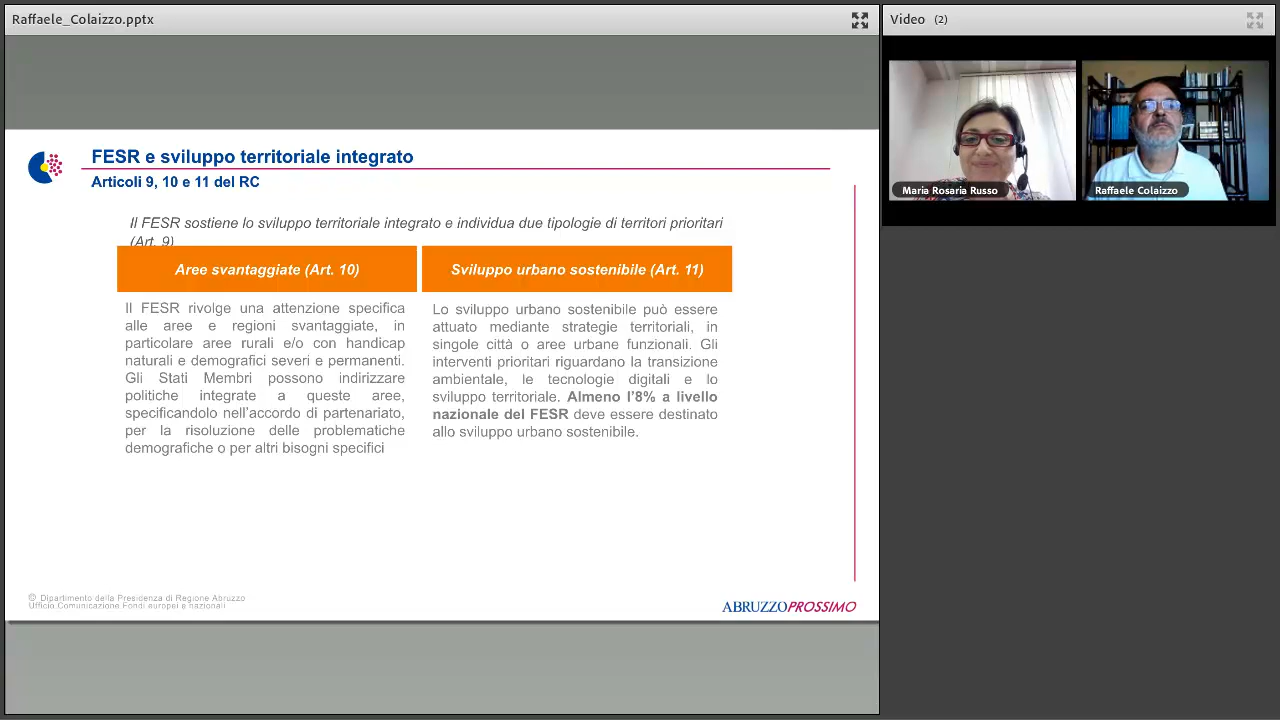 Raffaele_Colaizzo.pptx
Video (2)
Maria Rosaria Russo
Raffaele Colaizzo
FESR e sviluppo territoriale integrato
Articoli 9, 10 e 11 del RC
Il FESR sostiene lo sviluppo territoriale integrato e individua due tipologie di territori prioritari
(Art. 9)
Aree svantaggiate (Art. 10)
Il FESR rivolge una attenzione specifica
alle aree e regioni svantaggiate, in
particolare aree rurali e/o con handicap
naturali e demografici severi e permanenti.
Gli Stati Membri possono indirizzare
politiche integrate a queste aree,
specificandolo nell'accordo di partenariato,
per la risoluzione delle problematiche
demografiche o per altri bisogni specifici
Sviluppo urbano sostenibile (Art. 11)
Lo sviluppo urbano sostenibile può essere
attuato mediante strategie territoriali, in
singole città o aree urbane funzionali. Gli
interventi prioritari riguardano la transizione
ambientale, le tecnologie digitali e lo
sviluppo territoriale. Almeno l'8% a livello
nazionale del FESR deve essere destinato
allo sviluppo urbano sostenibile.
© Dipartimento della Presidenza di Regione Abruzzo
Ufficio Comunicazione Fondi europei e nazionali
ABRUZZOPROSSIMO